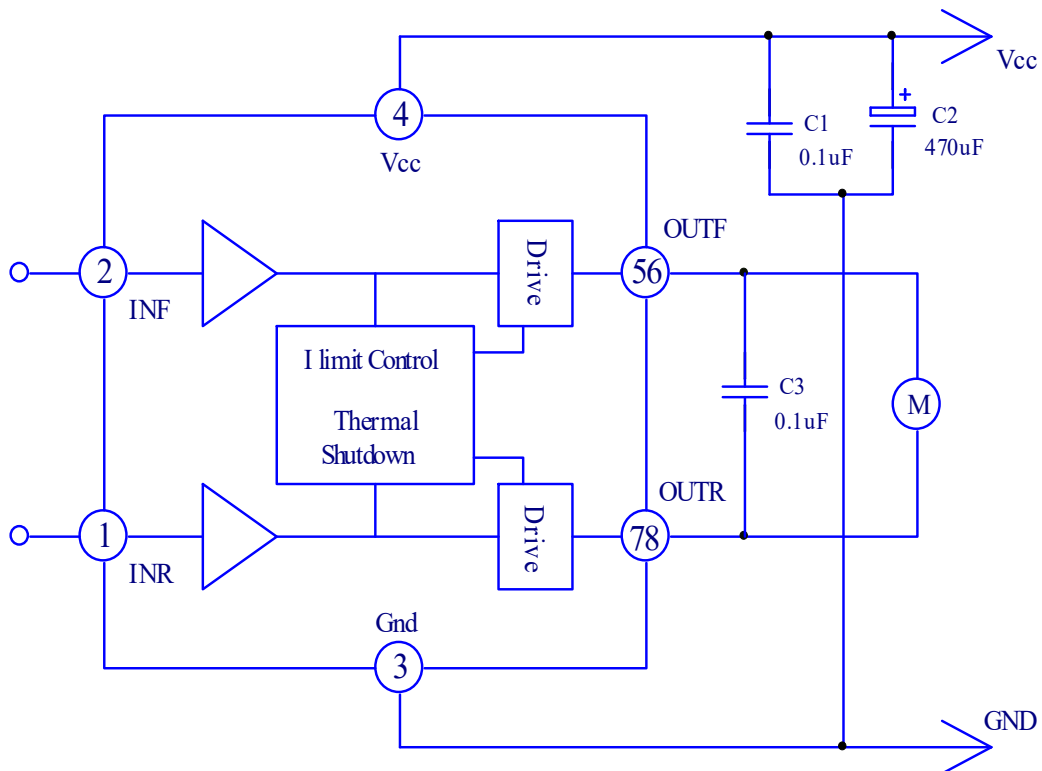 4
Vcc
Vcc
C1
0.1uF
+
C2
470uF
2
INF
Drive
OUTF
56
I limit Control
Thermal
Shutdown
C3
0.1uF
M
1
INR
Drive
OUTR
78
Gnd
3
GND